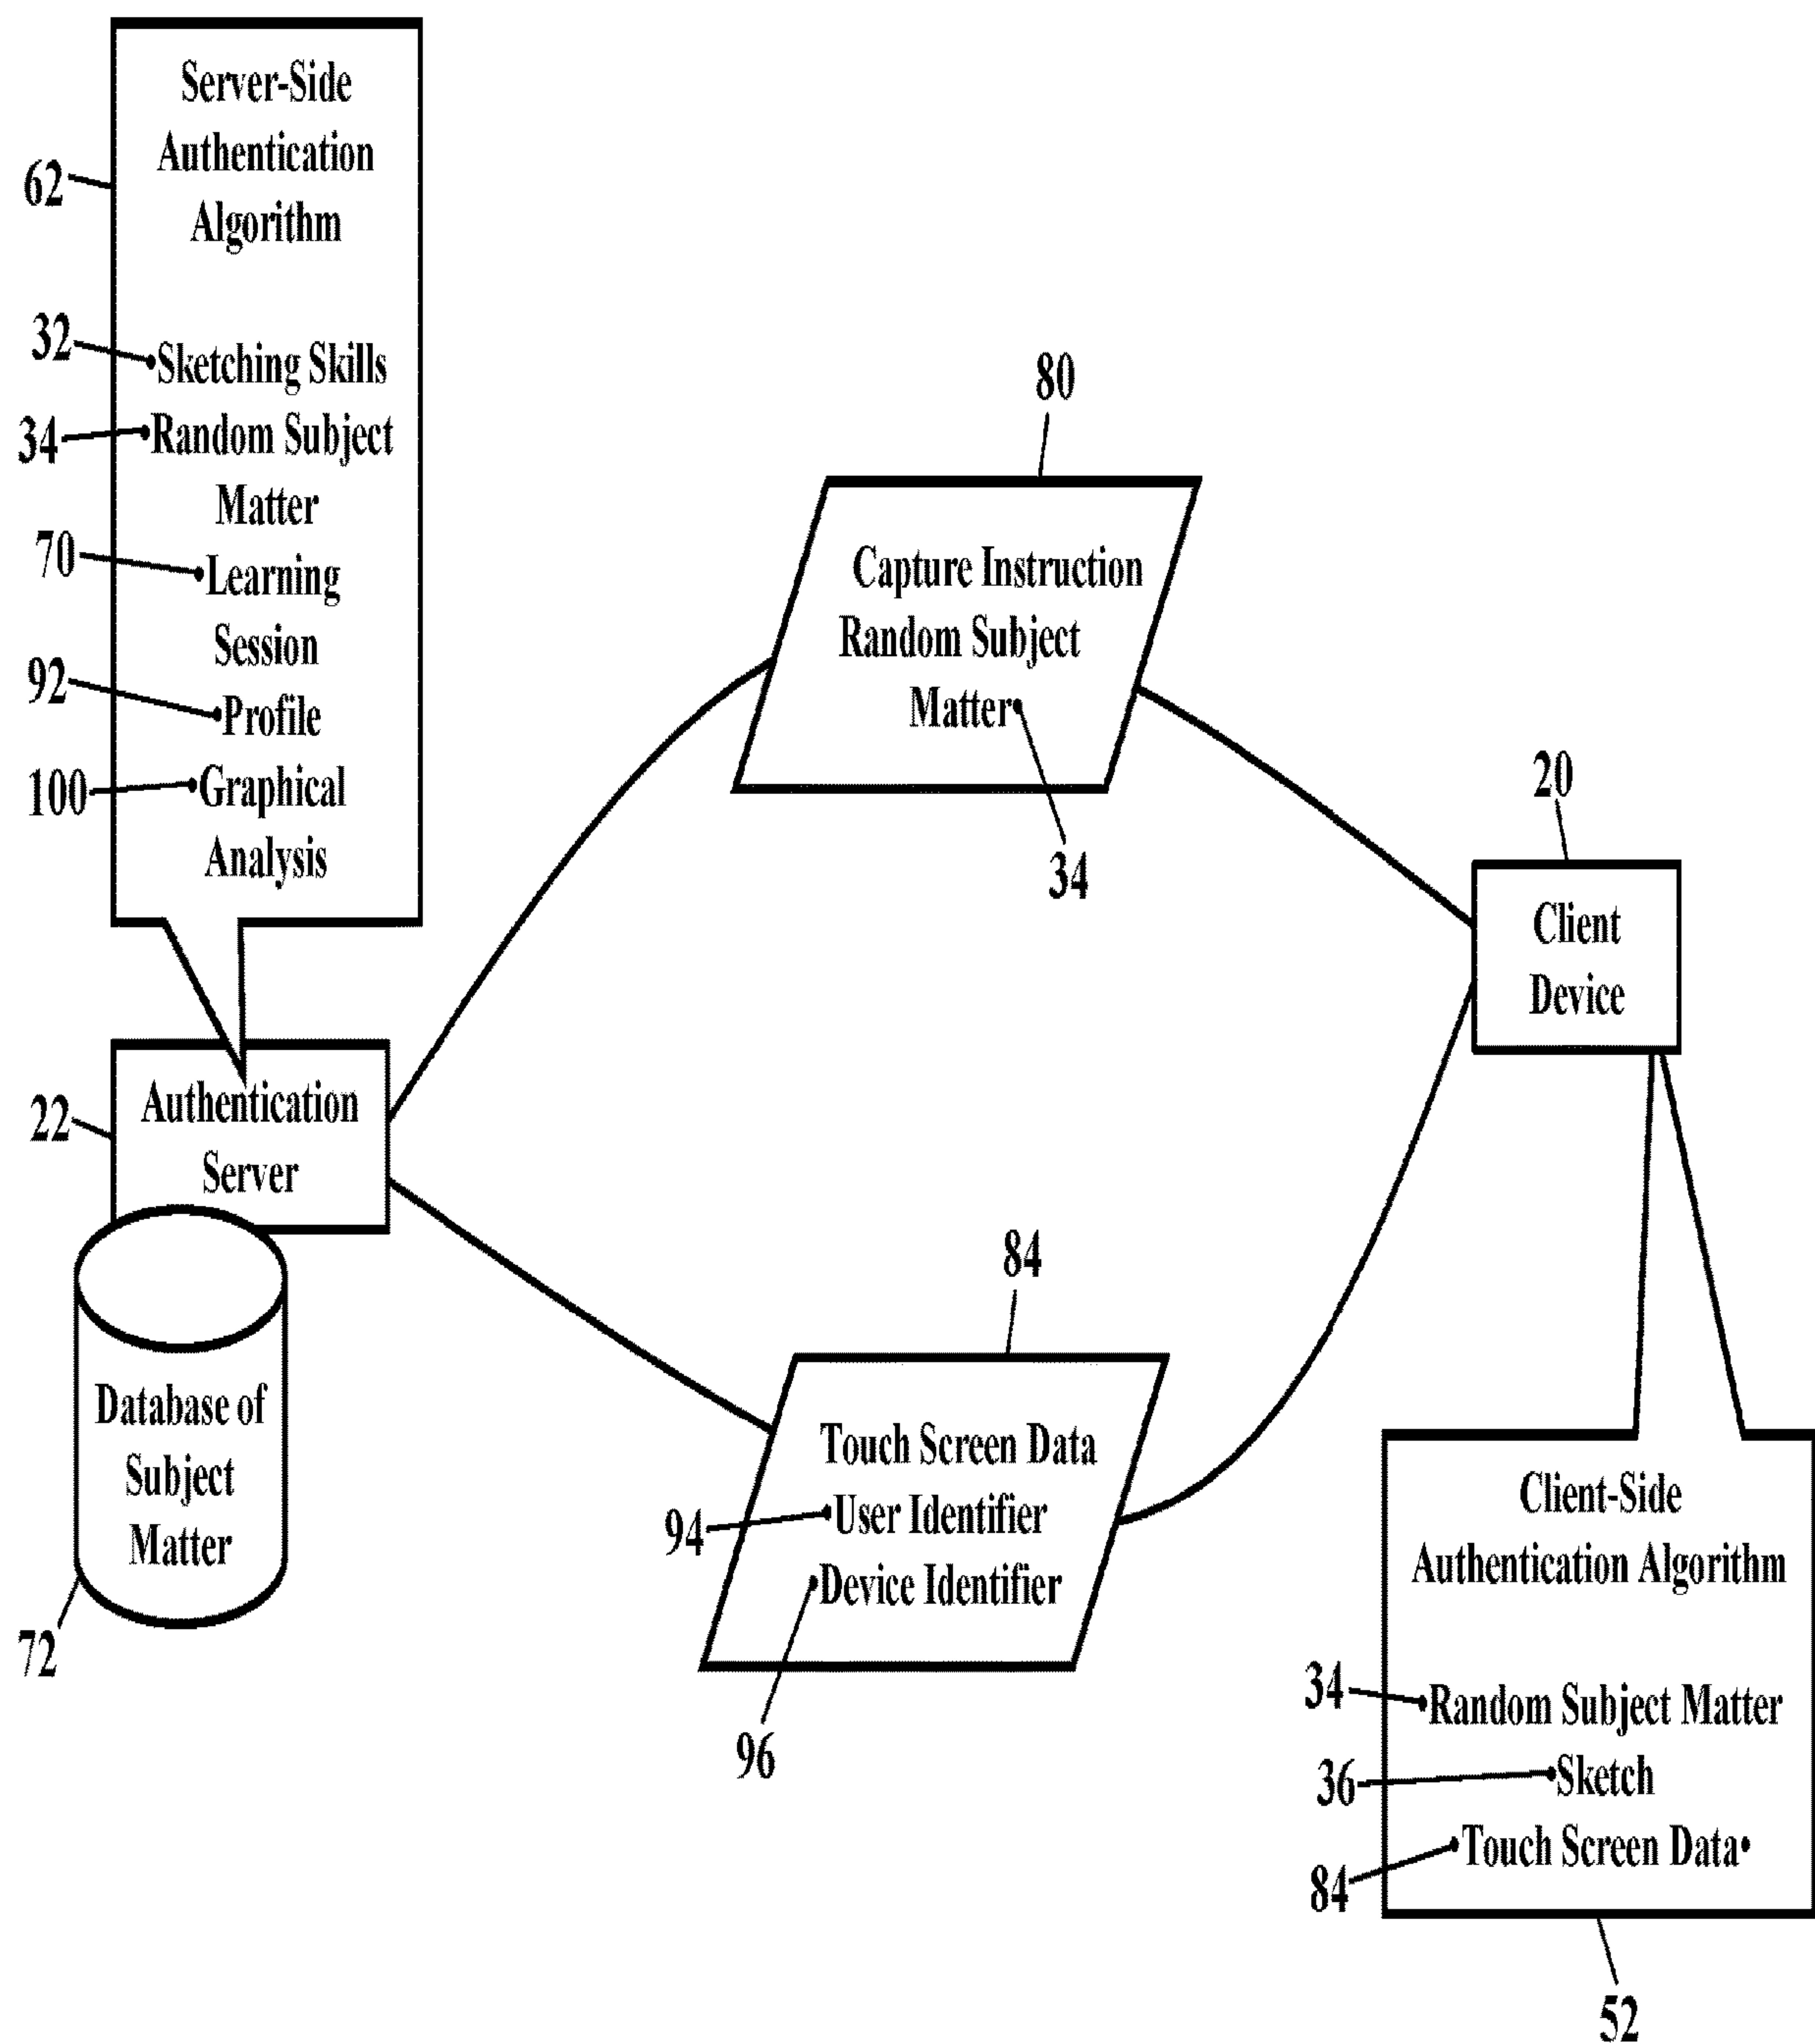 Server-Side
Authentication
Algorithm
62
32
•Sketching Skills
34
•Random Subject
Matter
70
•Learning
Session
92
•Profile
100
•Graphical
Analysis
22
Authentication
Server
Database of
Subject
Matter
72
80
Capture Instruction
Random Subject
Matter•
34
84
Touch Screen Data
94
•User Identifier
•Device Identifier
96
20
Client
Device
Client-Side
Authentication Algorithm
34
•Random Subject Matter
36
•Sketch
•Touch Screen Data•
84
52